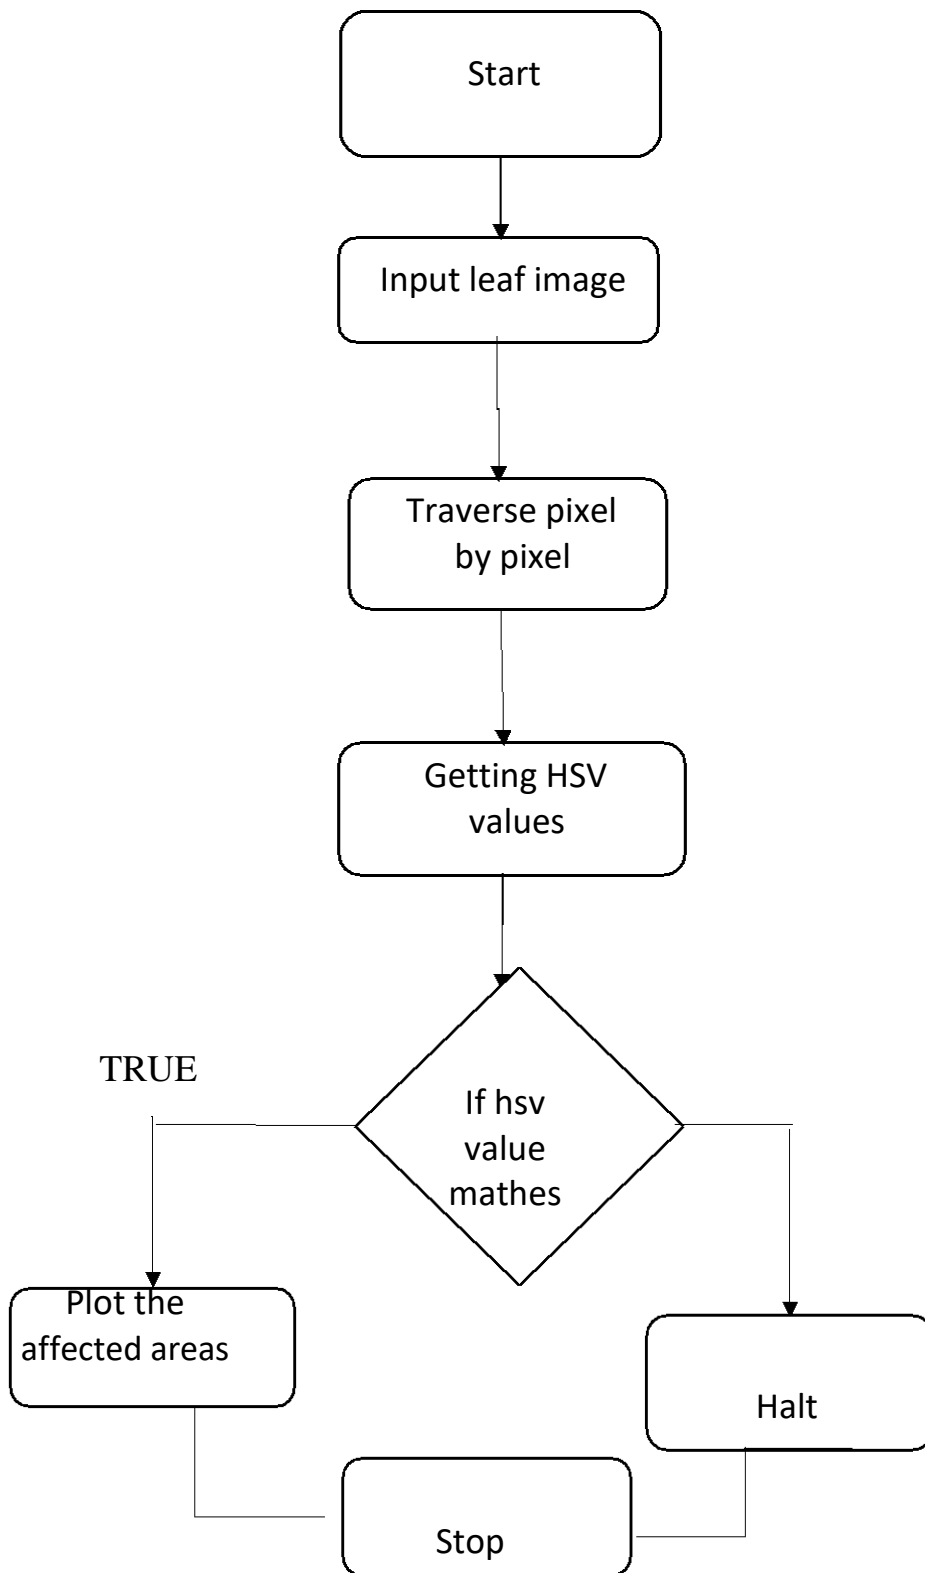 Start
Input leaf image
Traverse pixel
by pixel
Getting HSV
values
TRUE
If hsv
value
mathes
Plot the
affected areas
Halt
Stop